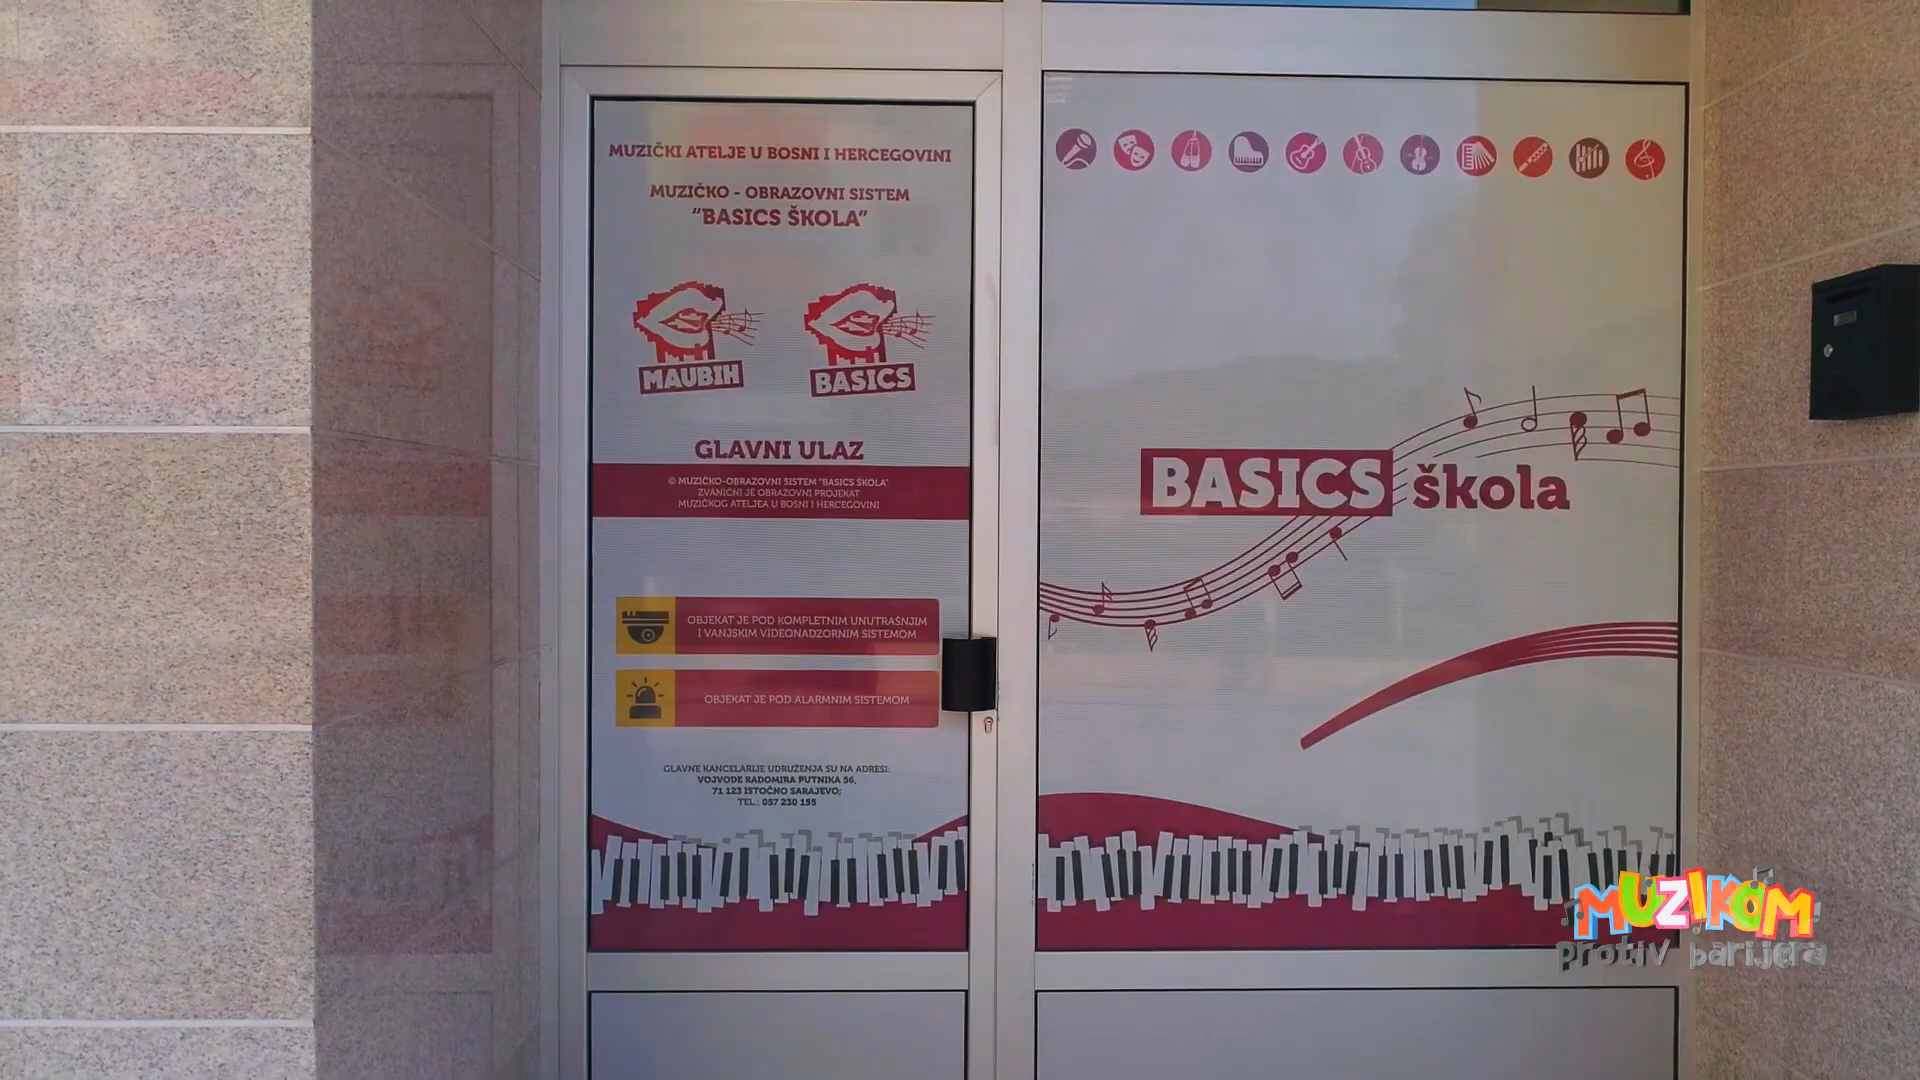 MUZIČKI ATELJE U BOSNI I HERCEGOVINI
MUZIČKO - OBRAZOVNI SISTEM
“BASICS ŠKOLA”
MAUBIH
BASICS
GLAVNI ULAZ
© MUZIČKO-OBRAZOVNI SISTEM "BASICS ŠKOLA"
ZVANIČNI JE OBRAZOVNI PROJEKAT
MUZIČKOG ATELJEA U BOSNI I HERCEGOVINI
OBJEKAT JE POD KOMPLETNIM UNUTRAŠNJIM
I VANJSKIM VIDEONADZORNIM SISTEMOM
OBJEKAT JE POD ALARMNIM SISTEMOM
GLAVNE KANCELARIJE UDRUŽENJA SU NA ADRESI:
VOJVODE RADOMIRA PUTNIKA 56,
71 123 ISTOČNO SARAJEVO;
TEL.: 057 230 155
BASICS škola
MUZIKOM
protiv barijera